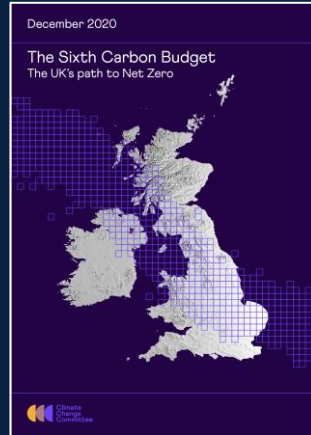 December 2020
The Sixth Carbon Budget
The UK's path to Net Zero
Climate
Change
Committee